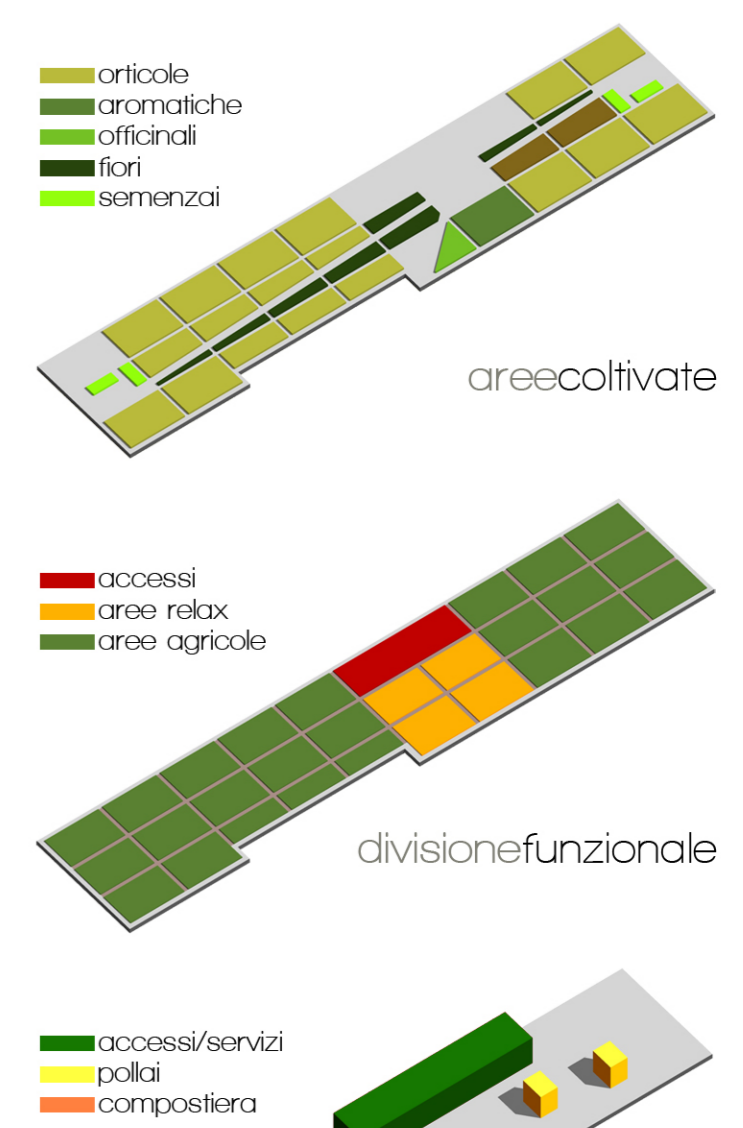 orticole
aromatiche
officinali
fiori
semenzai
areecoltivate
accessi
aree relax
aree agricole
divisionefunzionale
accessi/servizi
pollai
compostiera